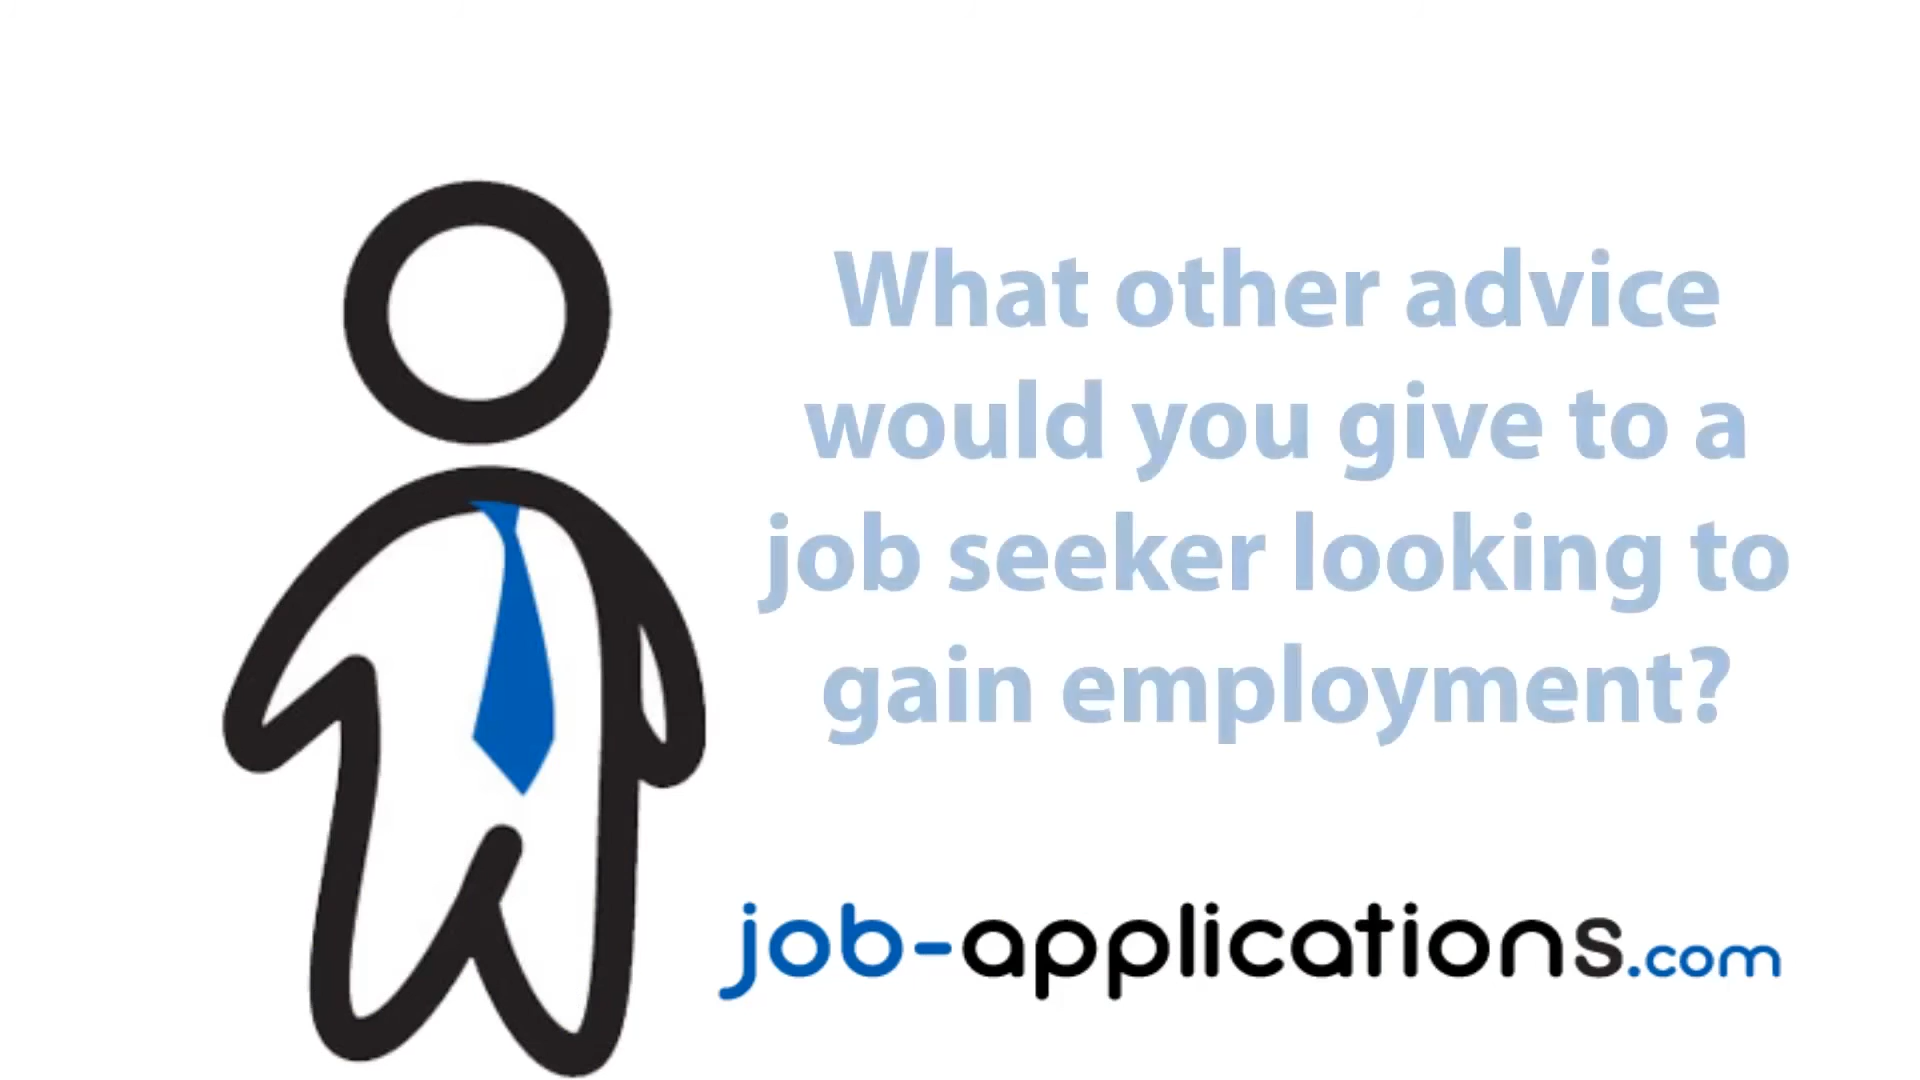 What other advice
would you give to a
job seeker looking to
gain employment?
job-applications.com